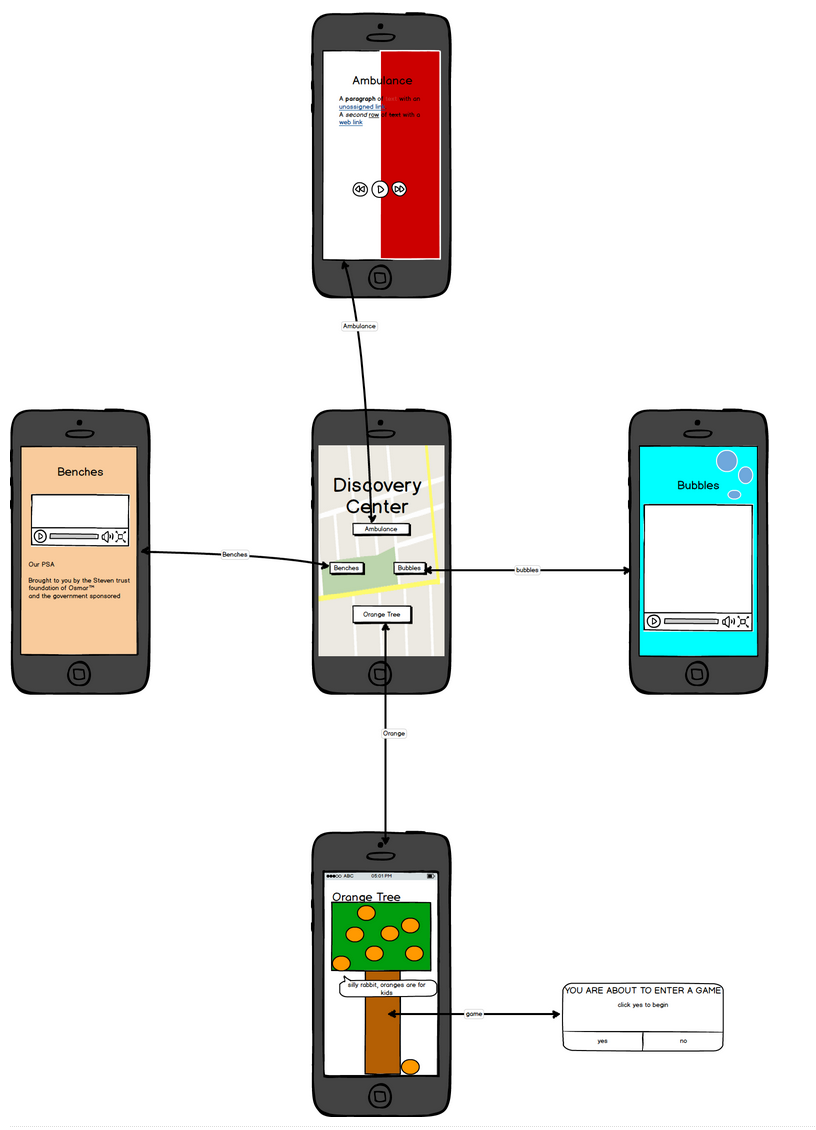 Ambulance
A paragraph of text with an
unassigned link
A second row of text with a
web link
Ambulance
Benches
Our PSA
Brought to you by the Steven trust
foundation of Osmar™
and the government sponsored
Benches
Discovery
Center
Ambulance
Benches
Bubbles
Orange Tree
bubbles
Bubbles
Orange
ABC
05:01 PM
Orange Tree
silly rabbit, oranges are for
kids
game
YOU ARE ABOUT TO ENTER A GAME
click yes to begin
yes
no